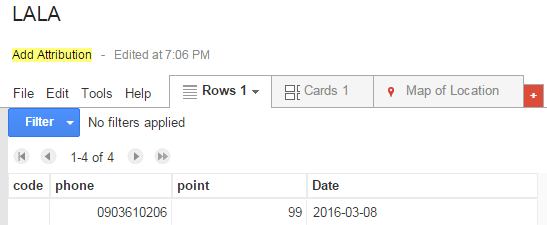 LALA
Add Attribution - Edited at 7:06 PM
File Edit Tools Help Rows 1 Cards 1 Map of Location +
Filter No filters applied
1-4 of 4
code phone point Date
0903610206 99 2016-03-08